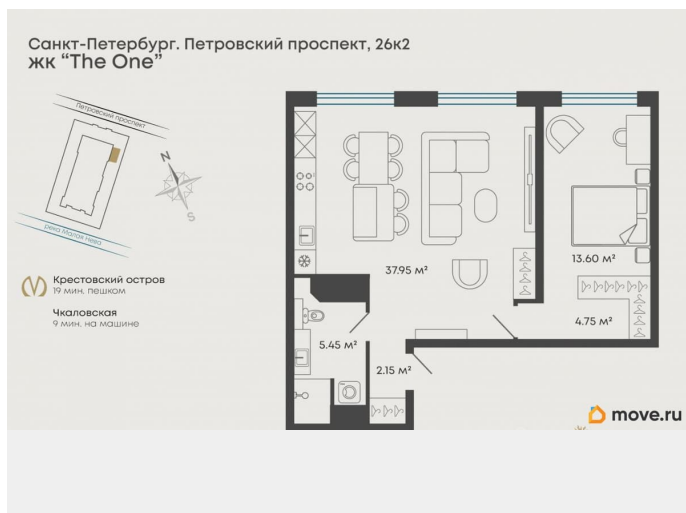 Санкт-Петербург. Петровский проспект, 26к2
жк “The One”
Петровский проспект
N
S
река Малая Нева
Крестовский остров
19 мин. пешком
Чкаловская
9 мин. на машине
37.95 м²
13.60 м²
4.75 м²
5.45 м²
2.15 м²
move.ru